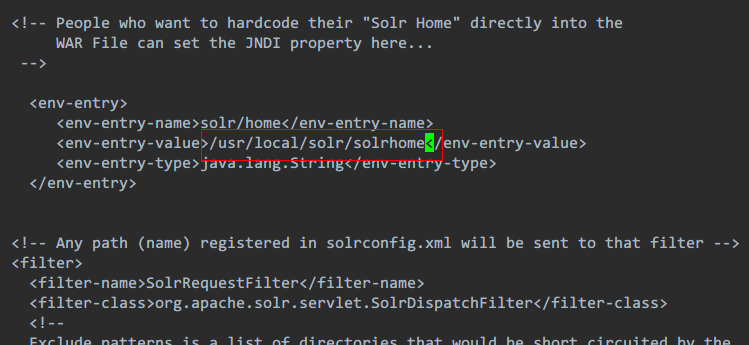 <!-- People who want to hardcode their "Solr Home" directly into the
WAR File can set the JNDI property here...
-->
<env-entry>
<env-entry-name>solr/home</env-entry-name>
<env-entry-value>/usr/local/solr/solrhome</env-entry-value>
<env-entry-type>java.lang.String</env-entry-type>
</env-entry>
<!-- Any path (name) registered in solrconfig.xml will be sent to that filter -->
<filter>
<filter-name>SolrRequestFilter</filter-name>
<filter-class>org.apache.solr.servlet.SolrDispatchFilter</filter-class>
<!--
Exclude patterns is a list of directories that would be short circuited by the